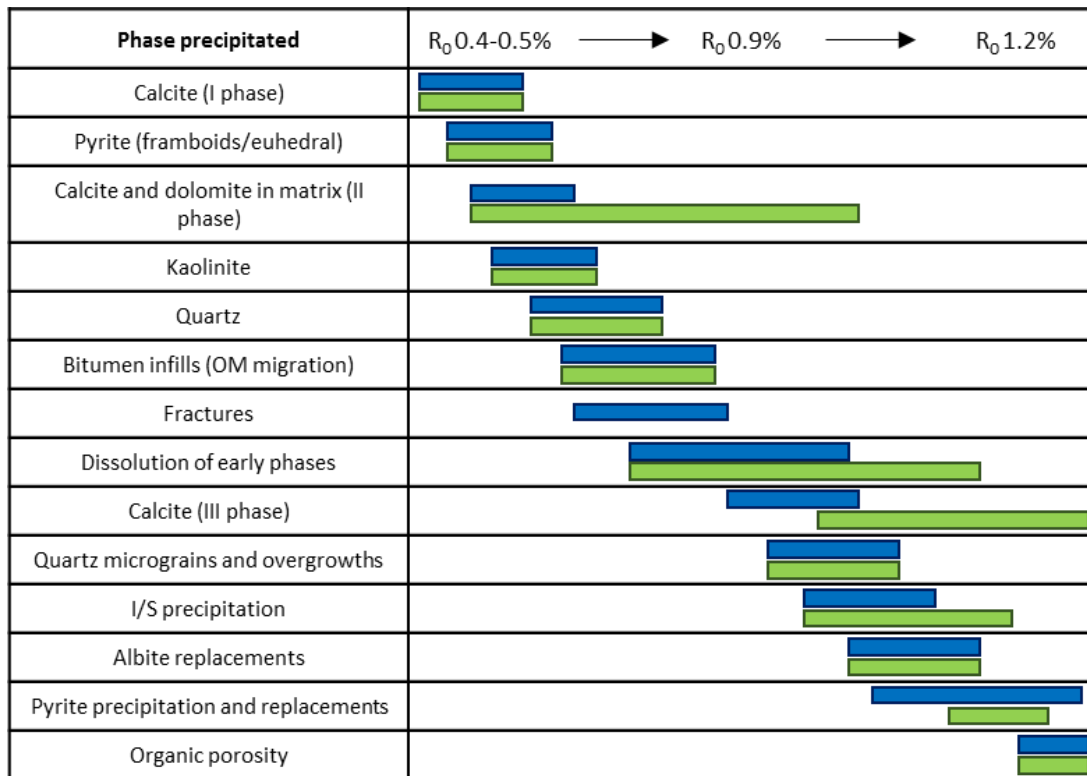 Phase precipitated
R₀ 0.4-0.5% → R₀ 0.9% → R₀ 1.2%
Calcite (I phase)
Pyrite (framboids/euhedral)
Calcite and dolomite in matrix (II
phase)
Kaolinite
Quartz
Bitumen infills (OM migration)
Fractures
Dissolution of early phases
Calcite (III phase)
Quartz micrograins and overgrowths
I/S precipitation
Albite replacements
Pyrite precipitation and replacements
Organic porosity